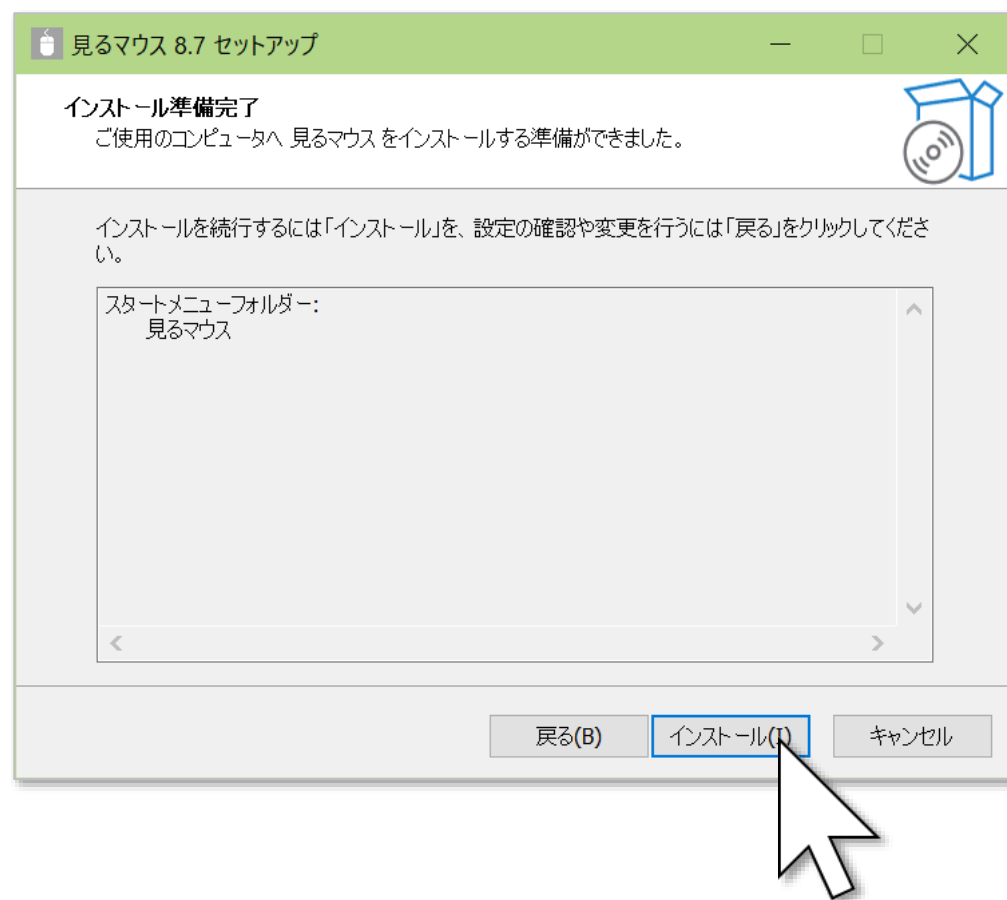 見るマウス 8.7 セットアップ
インストール準備完了
ご使用のコンピュータへ 見るマウス をインストールする準備ができました。
インストールを続行するには「インストール」を、設定の確認や変更を行うには「戻る」をクリックしてくださ
い。
スタートメニューフォルダー:
見るマウス
戻る(B) インストール(I) キャンセル